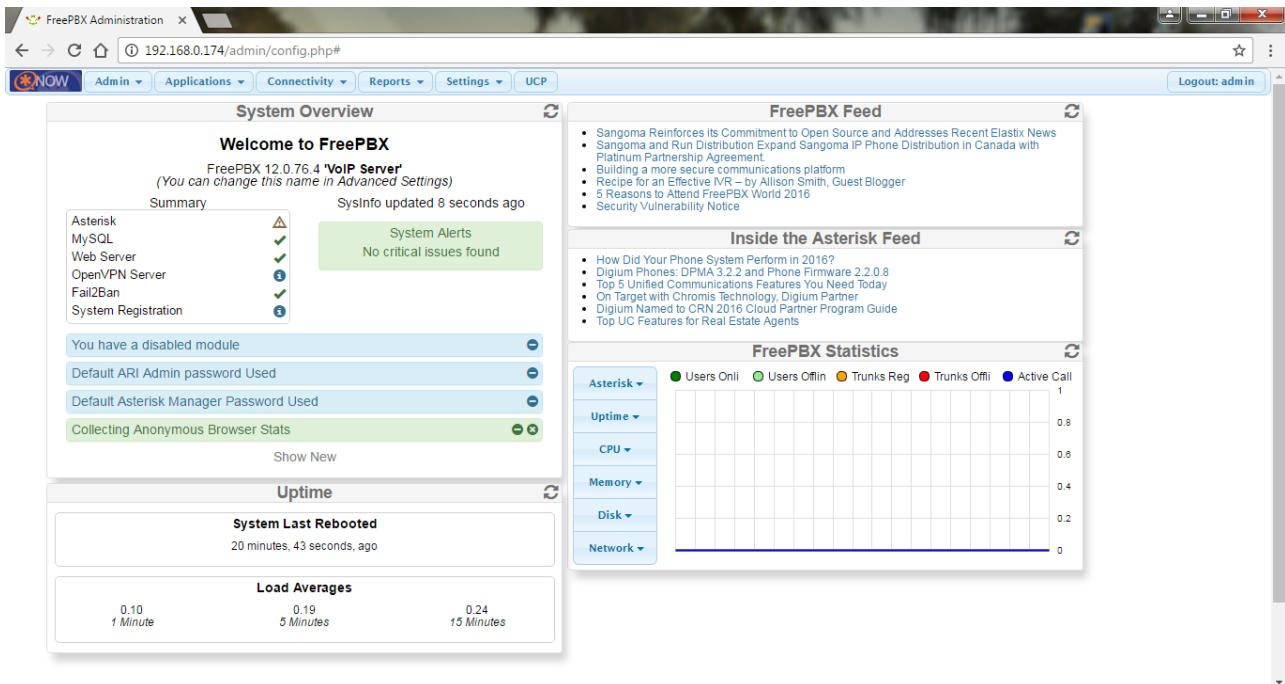 FreePBX Administration
192.168.0.174/admin/config.php#
NOW
Admin
Applications
Connectivity
Reports
Settings
UCP
Logout: admin
System Overview
Welcome to FreePBX
FreePBX 12.0.76.4 'VoIP Server'
(You can change this name in Advanced Settings)
Summary
Asterisk
MySQL
Web Server
OpenVPN Server
Fail2Ban
System Registration
SysInfo updated 8 seconds ago
System Alerts
No critical issues found
You have a disabled module
Default ARI Admin password Used
Default Asterisk Manager Password Used
Collecting Anonymous Browser Stats
Show New
Uptime
System Last Rebooted
20 minutes, 43 seconds, ago
Load Averages
0.10 0.19 0.24
1 Minute 5 Minutes 15 Minutes
FreePBX Feed
Sangoma Reinforces its Commitment to Open Source and Addresses Recent Elastix News
Sangoma and Run Distribution Expand Sangoma IP Phone Distribution in Canada with
Platinum Partnership Agreement.
Building a more secure communications platform
Recipe for an Effective IVR – by Allison Smith, Guest Blogger
5 Reasons to Attend FreePBX World 2016
Security Vulnerability Notice
Inside the Asterisk Feed
How Did Your Phone System Perform in 2016?
Digium Phones: DPMA 3.2.2 and Phone Firmware 2.2.0.8
Top 5 Unified Communications Features You Need Today
On Target with Chromis Technology, Digium Partner
Digium Named to CRN 2016 Cloud Partner Program Guide
Top UC Features for Real Estate Agents
FreePBX Statistics
Asterisk
Uptime
CPU
Memory
Disk
Network
Users Onli Users Offlin Trunks Reg Trunks Offli Active Call
1
0.8
0.6
0.4
0.2
0